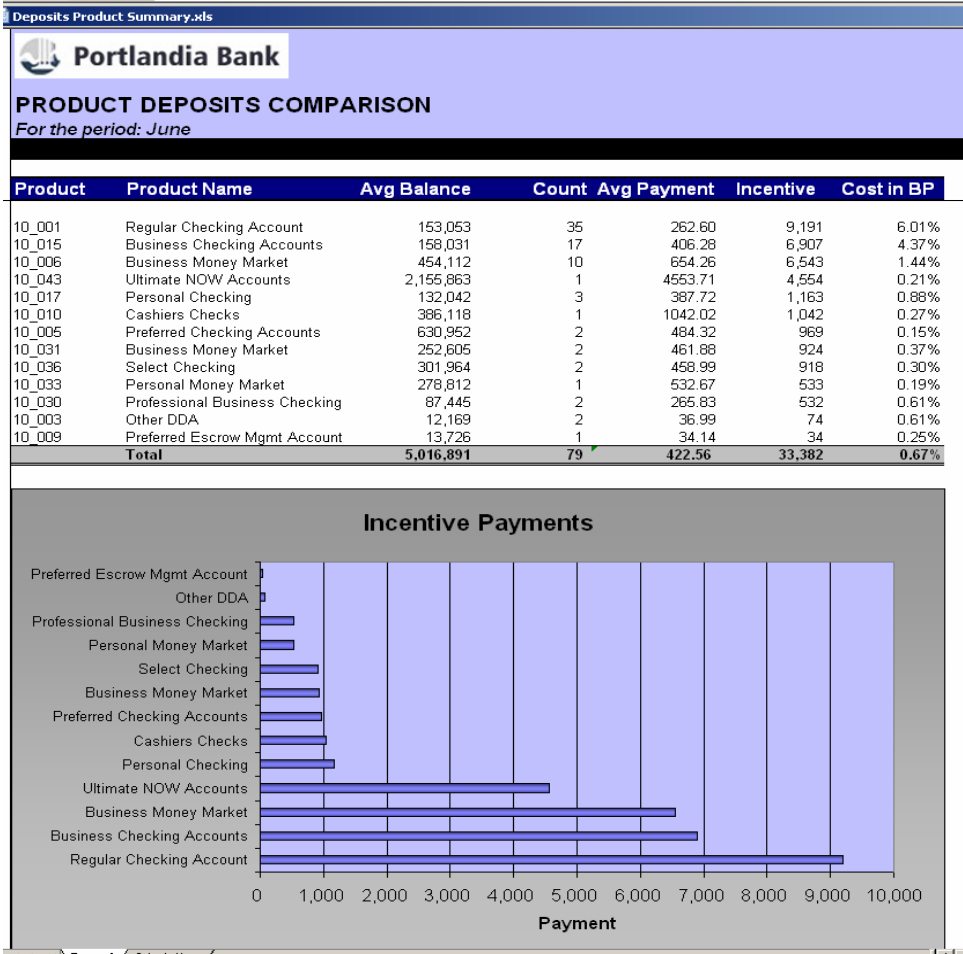 Deposits Product Summary.xls
Portlandia Bank
PRODUCT DEPOSITS COMPARISON
For the period: June
Product Product Name Avg Balance Count Avg Payment Incentive Cost in BP
10_001 Regular Checking Account 153,053 35 262.60 9,191 6.01%
10_015 Business Checking Accounts 158,031 17 406.28 6,907 4.37%
10_006 Business Money Market 454,112 10 654.26 6,543 1.44%
10_043 Ultimate NOW Accounts 2,155,863 1 4553.71 4,554 0.21%
10_017 Personal Checking 132,042 3 387.72 1,163 0.88%
10_010 Cashiers Checks 386,118 1 1042.02 1,042 0.27%
10_005 Preferred Checking Accounts 630,952 2 484.32 969 0.15%
10_031 Business Money Market 252,605 2 461.88 924 0.37%
10_036 Select Checking 301,964 2 458.99 918 0.30%
10_033 Personal Money Market 278,812 1 532.67 533 0.19%
10_030 Professional Business Checking 87,445 2 265.83 532 0.61%
10_003 Other DDA 12,169 2 36.99 74 0.61%
10_009 Preferred Escrow Mgmt Account 13,726 1 34.14 34 0.25%
Total 5,016,891 79 422.56 33,382 0.67%
Incentive Payments
Preferred Escrow Mgmt Account
Other DDA
Professional Business Checking
Personal Money Market
Select Checking
Business Money Market
Preferred Checking Accounts
Cashiers Checks
Personal Checking
Ultimate NOW Accounts
Business Money Market
Business Checking Accounts
Regular Checking Account
0 1,000 2,000 3,000 4,000 5,000 6,000 7,000 8,000 9,000 10,000
Payment